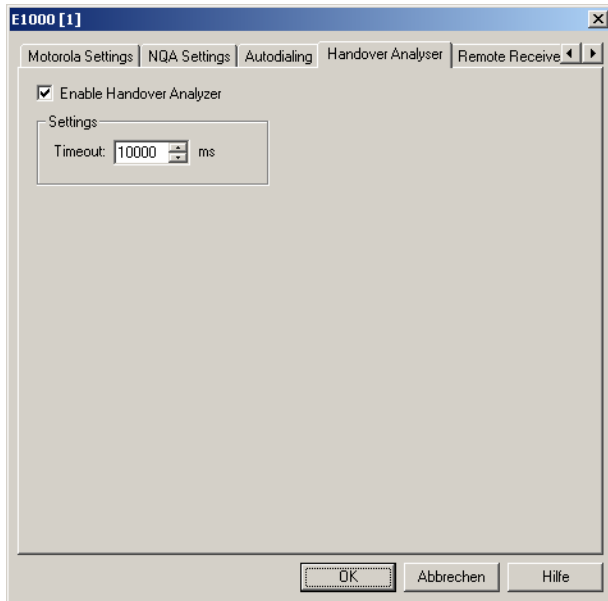 E1000 [1]
Motorola Settings NQA Settings Autodialing Handover Analyser Remote Receive
Enable Handover Analyzer
Settings
Timeout: 10000 ms
OK Abbrechen Hilfe